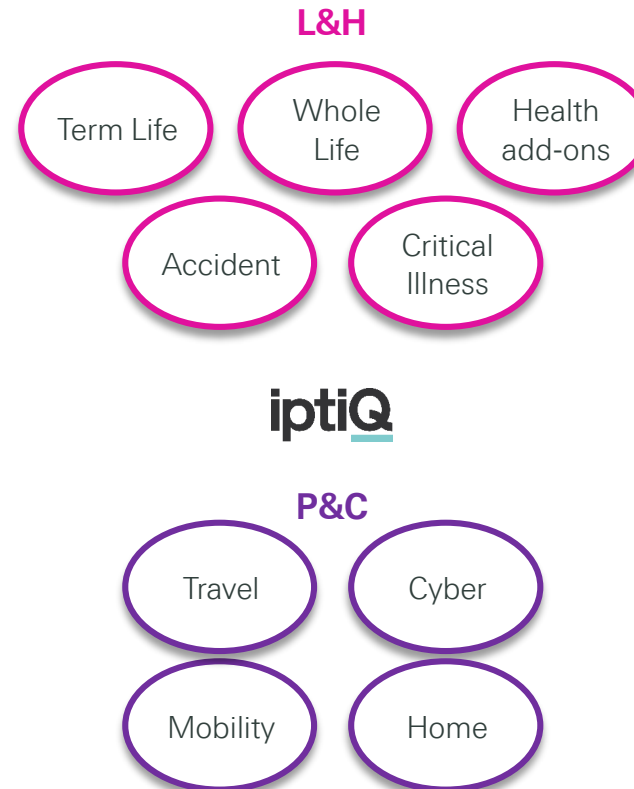 L&H
Term Life
Whole
Life
Health
add-ons
Accident
Critical
Illness
iptiQ
P&C
Travel
Cyber
Mobility
Home